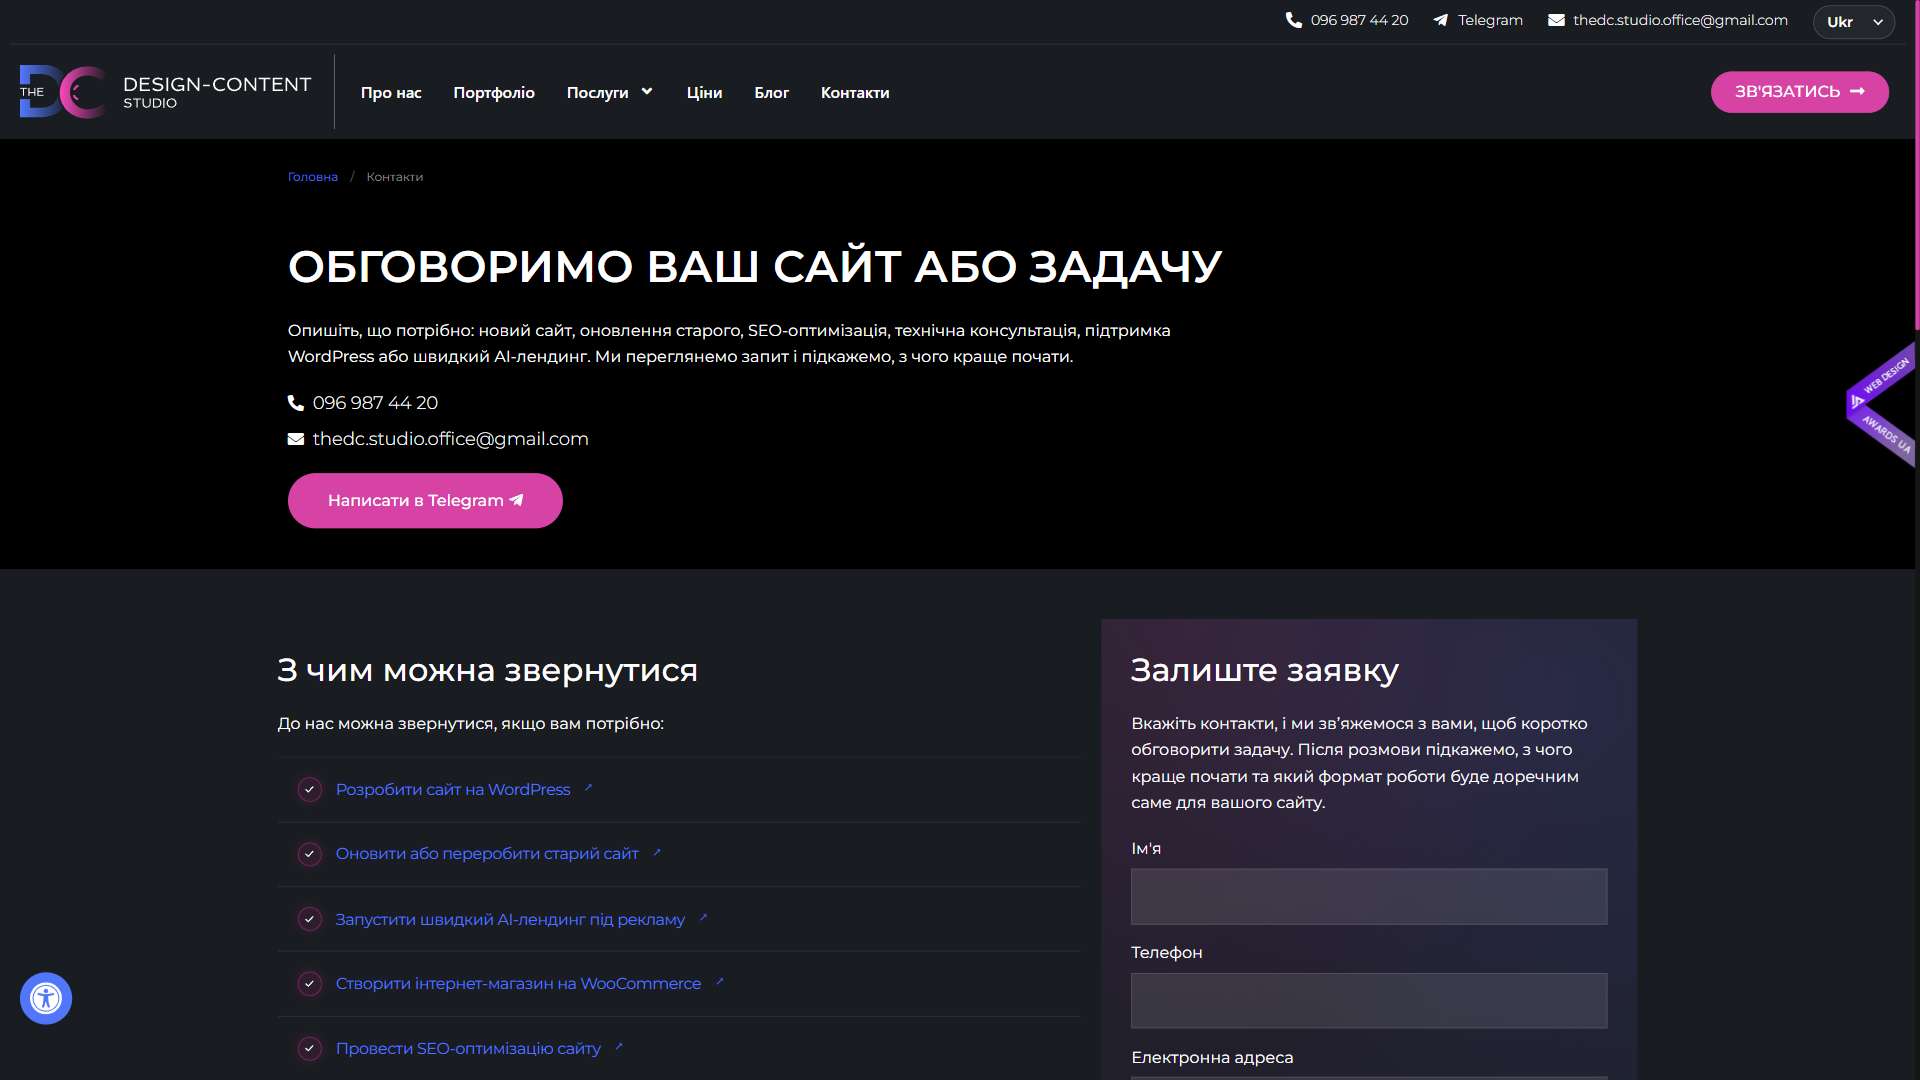 096 987 44 20
Telegram
thedc.studio.office@gmail.com
Ukr
THE DC
DESIGN-CONTENT
STUDIO
Про нас
Портфоліо
Послуги
Ціни
Блог
Контакти
ЗВ'ЯЗАТИСЬ
Головна / Контакти
ОБГОВОРИМО ВАШ САЙТ АБО ЗАДАЧУ
Опишіть, що потрібно: новий сайт, оновлення старого, SEO-оптимізація, технічна консультація, підтримка
WordPress або швидкий AI-лендинг. Ми переглянемо запит і підкажемо, з чого краще почати.
096 987 44 20
thedc.studio.office@gmail.com
Написати в Telegram
WEB DESIGN
AWARDS UA
З чим можна звернутися
До нас можна звернутися, якщо вам потрібно:
Розробити сайт на WordPress
Оновити або переробити старий сайт
Запустити швидкий AI-лендинг під рекламу
Створити інтернет-магазин на WooCommerce
Провести SEO-оптимізацію сайту
Залиште заявку
Вкажіть контакти, і ми зв’яжемося з вами, щоб коротко
обговорити задачу. Після розмови підкажемо, з чого
краще почати та який формат роботи буде доречним
саме для вашого сайту.
Ім'я
Телефон
Електронна адреса